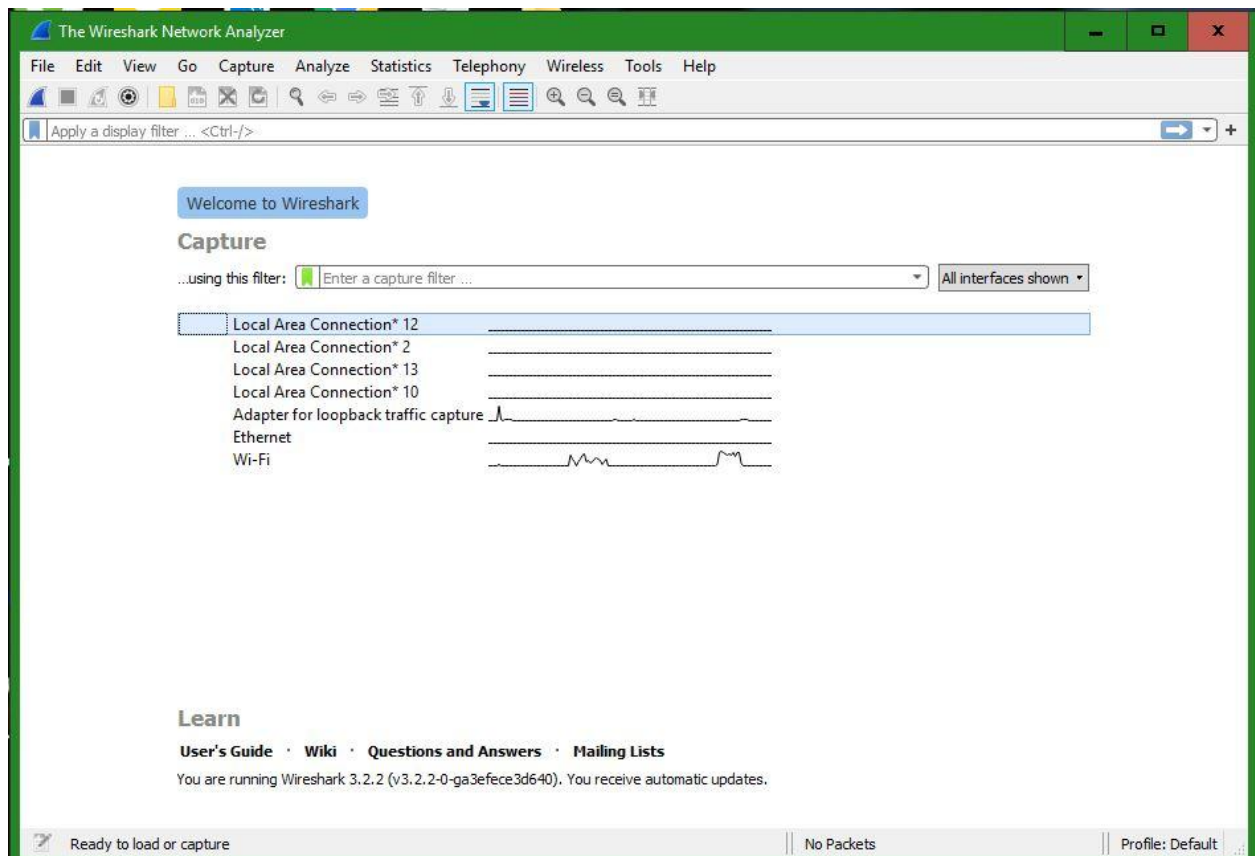 The Wireshark Network Analyzer
File Edit View Go Capture Analyze Statistics Telephony Wireless Tools Help
Apply a display filter ... <Ctrl-/>
Welcome to Wireshark
Capture
...using this filter: Enter a capture filter ... All interfaces shown
Local Area Connection* 12
Local Area Connection* 2
Local Area Connection* 13
Local Area Connection* 10
Adapter for loopback traffic capture
Ethernet
Wi-Fi
Learn
User's Guide · Wiki · Questions and Answers · Mailing Lists
You are running Wireshark 3.2.2 (v3.2.2-0-ga3efece3d640). You receive automatic updates.
Ready to load or capture No Packets Profile: Default